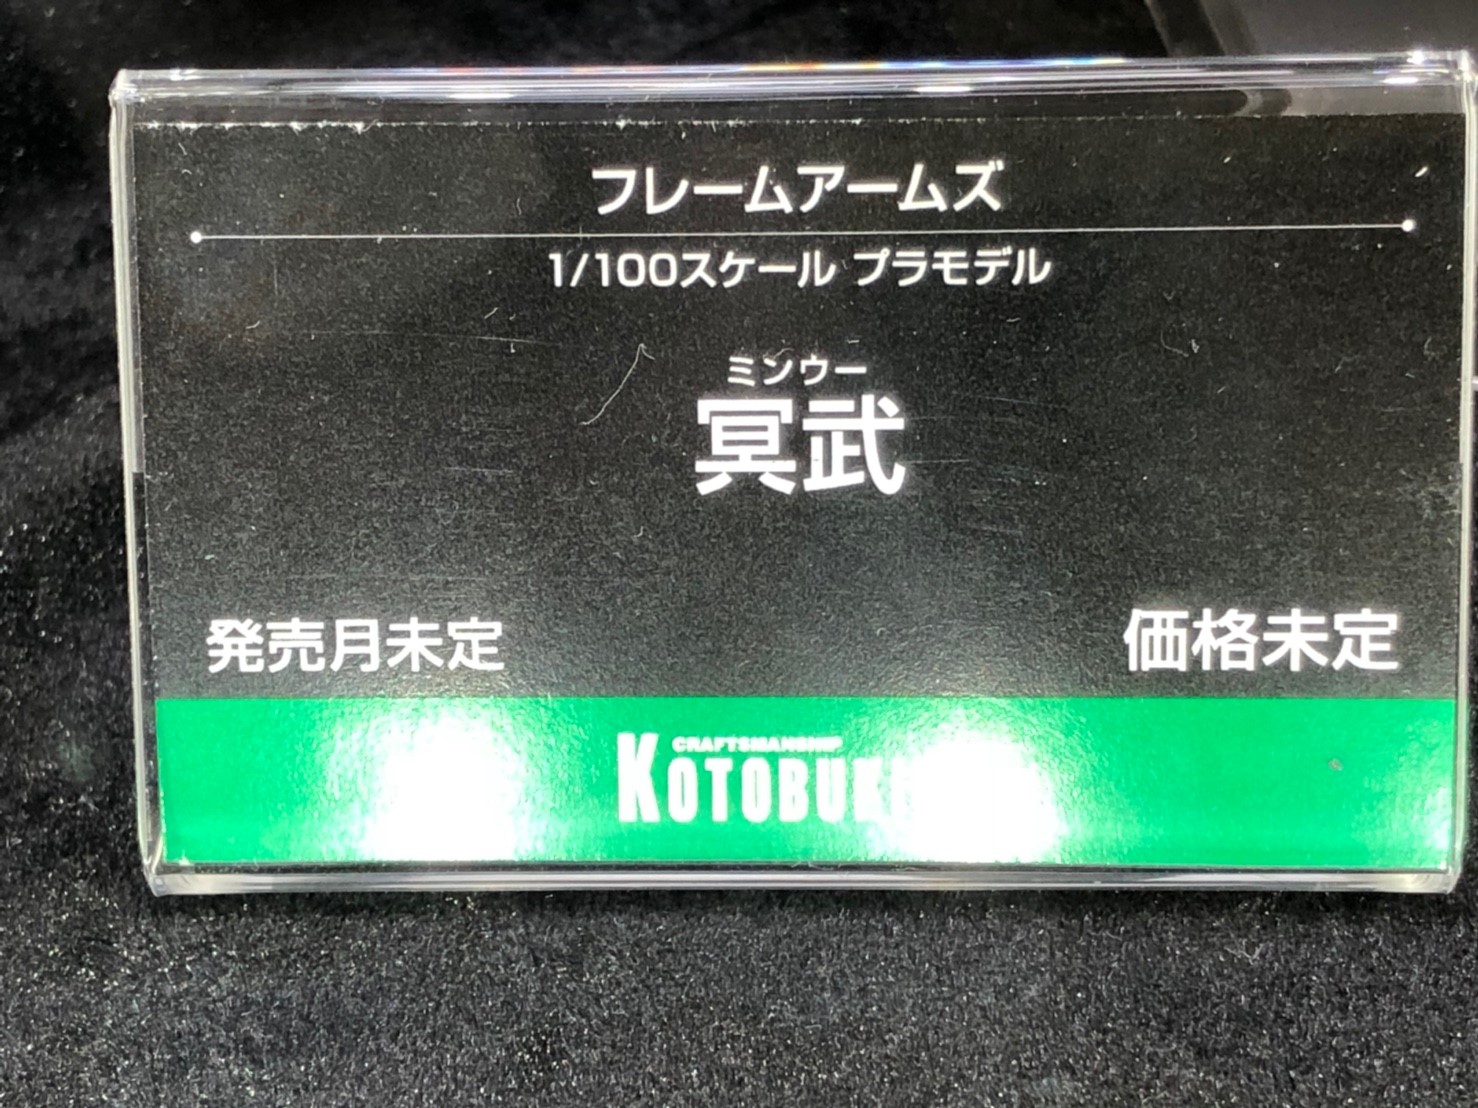 フレームアームズ
1/100スケール プラモデル
ミンウー
冥武
発売月未定
価格未定
CRAFTSMANSHIP